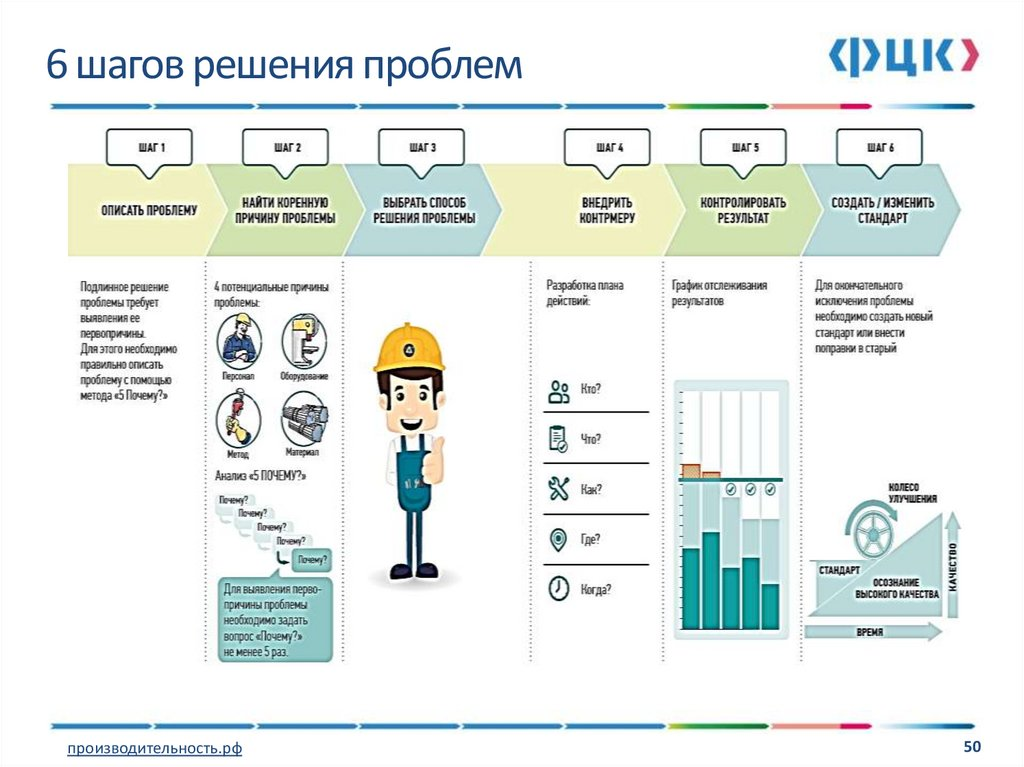 6 шагов решения проблем
ФЦК
ШАГ 1
ОПИСАТЬ ПРОБЛЕМУ
ШАГ 2
НАЙТИ КОРЕННУЮ
ПРИЧИНУ ПРОБЛЕМЫ
ШАГ 3
ВЫБРАТЬ СПОСОБ
РЕШЕНИЯ ПРОБЛЕМЫ
ШАГ 4
ВНЕДРИТЬ
КОНТРМЕРУ
ШАГ 5
КОНТРОЛИРОВАТЬ
РЕЗУЛЬТАТ
ШАГ 6
СОЗДАТЬ / ИЗМЕНИТЬ
СТАНДАРТ
Подлинное решение
проблемы требует
выявления ее
первопричины.
Для этого необходимо
правильно описать
проблему с помощью
метода «5 Почему?»
4 потенциальные причины
проблемы:
Персонал
Оборудование
Метод
Материал
Анализ «5 ПОЧЕМУ?»
Почему?
Почему?
Почему?
Почему?
Почему?
Для выявления перво-
причины проблемы
необходимо задать
вопрос «Почему?»
не менее 5 раз.
Разработка плана
действий:
Кто?
Что?
Как?
Где?
Когда?
График отслеживания
результатов
Для окончательного
исключения проблемы
необходимо создать новый
стандарт или внести
поправки в старый
КОЛЕСО
УЛУЧШЕНИЯ
СТАНДАРТ
ОСОЗНАНИЕ
ВЫСОКОГО КАЧЕСТВА
КАЧЕСТВО
ВРЕМЯ
производительность.рф
50